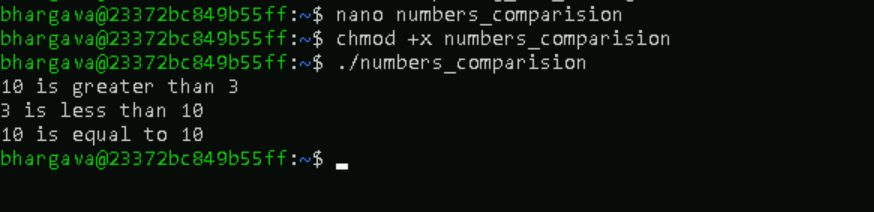 bhargava@23372bc849b55ff:~$ nano numbers_comparision
bhargava@23372bc849b55ff:~$ chmod +x numbers_comparision
bhargava@23372bc849b55ff:~$ ./numbers_comparision
10 is greater than 3
3 is less than 10
10 is equal to 10
bhargava@23372bc849b55ff:~$